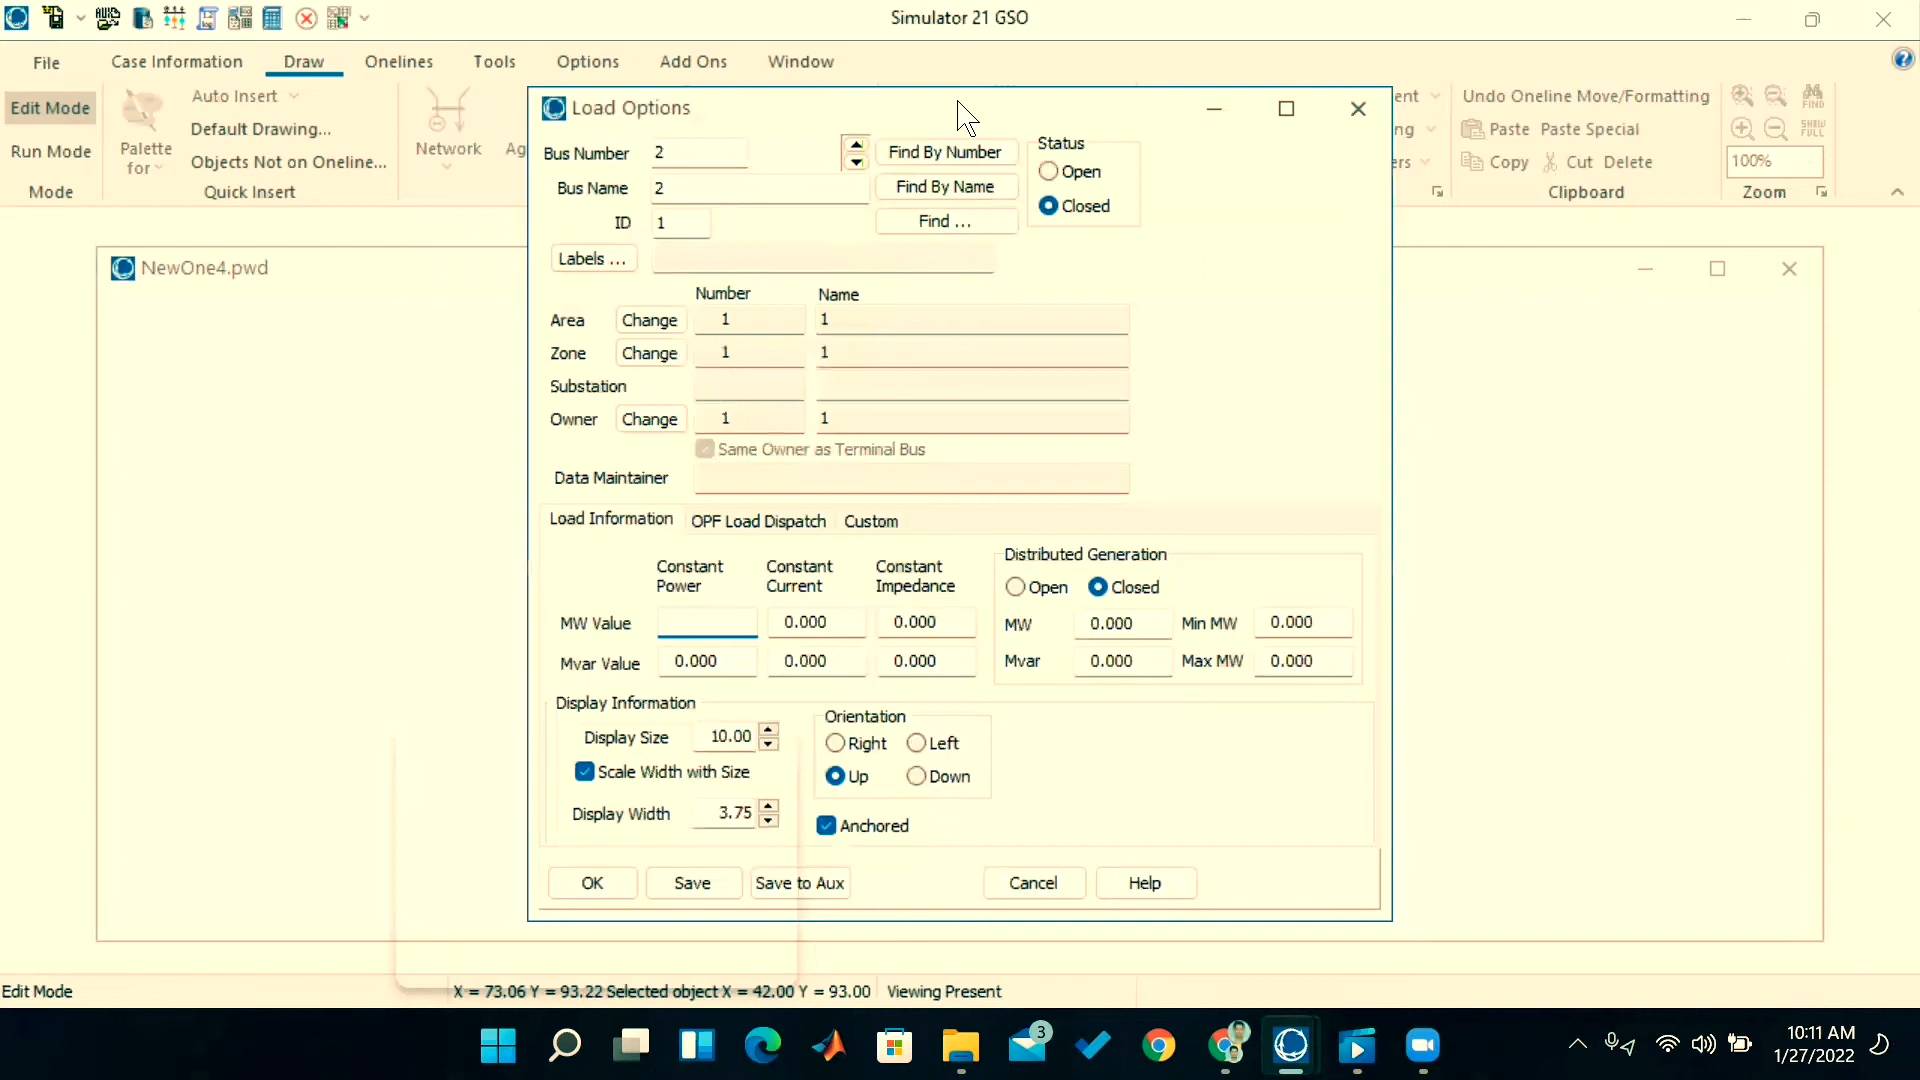 Simulator 21 GSO
File Case Information Draw Onelines Tools Options Add Ons Window
Edit Mode
Run Mode
Mode
Palette for
Auto Insert
Default Drawing...
Objects Not on Oneline...
Quick Insert
Network
Undo Oneline Move/Formatting
Paste Paste Special
Copy Cut Delete
Clipboard
FIND
SHOW FULL
100%
Zoom
NewOne4.pwd
Load Options
Bus Number 2 Find By Number
Bus Name 2 Find By Name
ID 1 Find ...
Status
Open
Closed
Labels ...
Number Name
Area Change 1 1
Zone Change 1 1
Substation
Owner Change 1 1
Same Owner as Terminal Bus
Data Maintainer
Load Information OPF Load Dispatch Custom
Constant Power Constant Current Constant Impedance
MW Value 0.000 0.000
Mvar Value 0.000 0.000 0.000
Distributed Generation
Open Closed
MW 0.000 Min MW 0.000
Mvar 0.000 Max MW 0.000
Display Information
Display Size 10.00
Scale Width with Size
Display Width 3.75
Orientation
Right Left
Up Down
Anchored
OK Save Save to Aux Cancel Help
Edit Mode X = 73.06 Y = 93.22 Selected object X = 42.00 Y = 93.00 Viewing Present
3
10:11 AM
1/27/2022